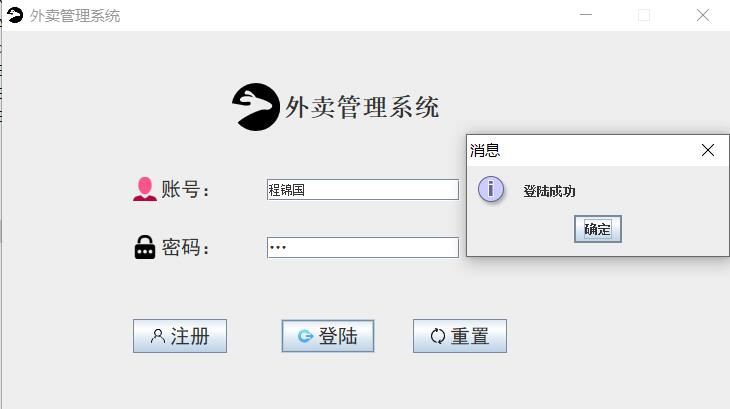 外卖管理系统
外卖管理系统
消息
账号：
程锦国
登陆成功
确定
密码：
•••
注册
登陆
重置